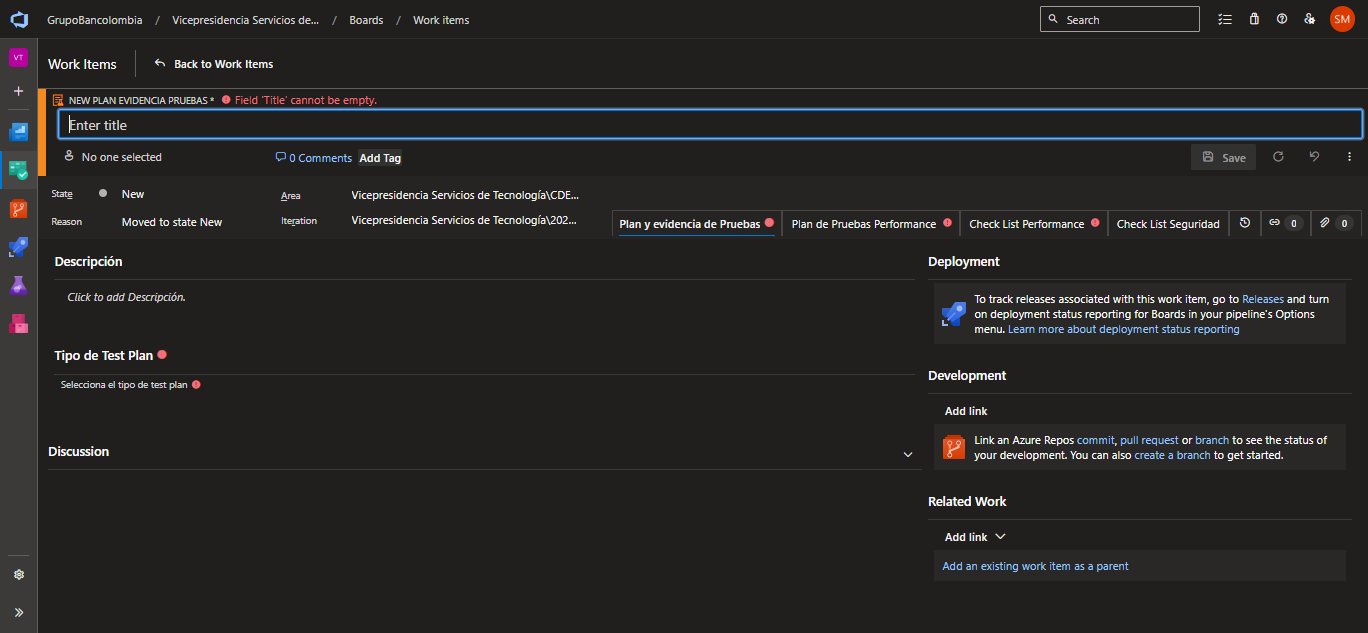 GrupoBancolombia / Vicepresidencia Servicios de... / Boards / Work items
Search
SM
VT
Work Items
Back to Work Items
NEW PLAN EVIDENCIA PRUEBAS * Field 'Title' cannot be empty.
Enter title
No one selected
0 Comments
Add Tag
Save
State
New
Area
Vicepresidencia Servicios de Tecnología\CDE...
Reason
Moved to state New
Iteration
Vicepresidencia Servicios de Tecnología\202...
Plan y evidencia de Pruebas
Plan de Pruebas Performance
Check List Performance
Check List Seguridad
0
0
Descripción
Click to add Descripción.
Tipo de Test Plan
Selecciona el tipo de test plan
Discussion
Deployment
To track releases associated with this work item, go to Releases and turn
on deployment status reporting for Boards in your pipeline's Options
menu. Learn more about deployment status reporting
Development
Add link
Link an Azure Repos commit, pull request or branch to see the status of
your development. You can also create a branch to get started.
Related Work
Add link
Add an existing work item as a parent